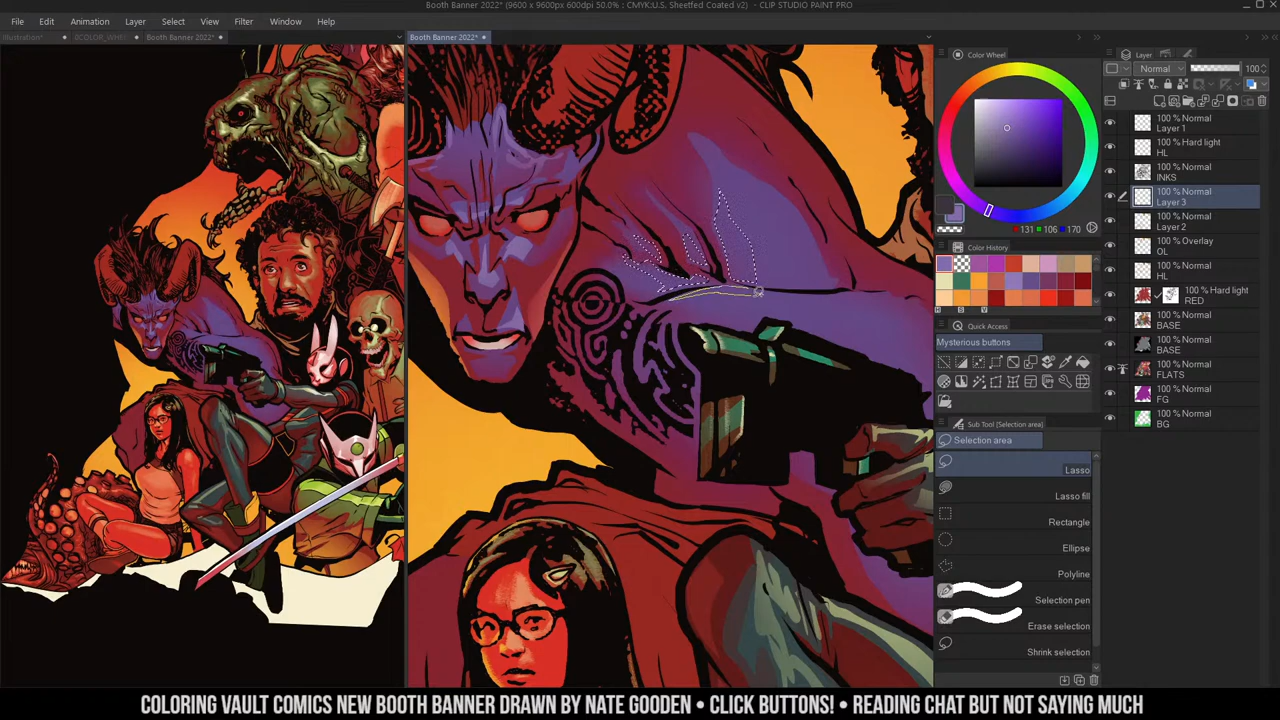 Booth Banner 2022* (9600 x 9600px 600dpi 50.0% : CMYK:U.S. Sheetfed Coated v2) - CLIP STUDIO PAINT PRO
File Edit Animation Layer Select View Filter Window Help
Illustration* Booth Banner 2022* Booth Banner 2022*
Color Wheel
131 106 170
Color History
H S V
Quick Access
Mysterious buttons
Sub Tool [Selection area]
Selection area
Lasso
Lasso fill
Rectangle
Ellipse
Polyline
Selection pen
Erase selection
Shrink selection
Layer
Normal 100
100 % Normal
Layer 1
100 % Hard light
HL
100 % Normal
INKS
100 % Normal
Layer 3
100 % Normal
Layer 2
100 % Overlay
OL
100 % Normal
HL
100 % Hard light
RED
100 % Normal
BASE
100 % Normal
BASE
100 % Normal
FLATS
100 % Normal
FG
100 % Normal
BG
COLORING VAULT COMICS NEW BOOTH BANNER DRAWN BY NATE GOODEN • CLICK BUTTONS! • READING CHAT BUT NOT SAYING MUCH